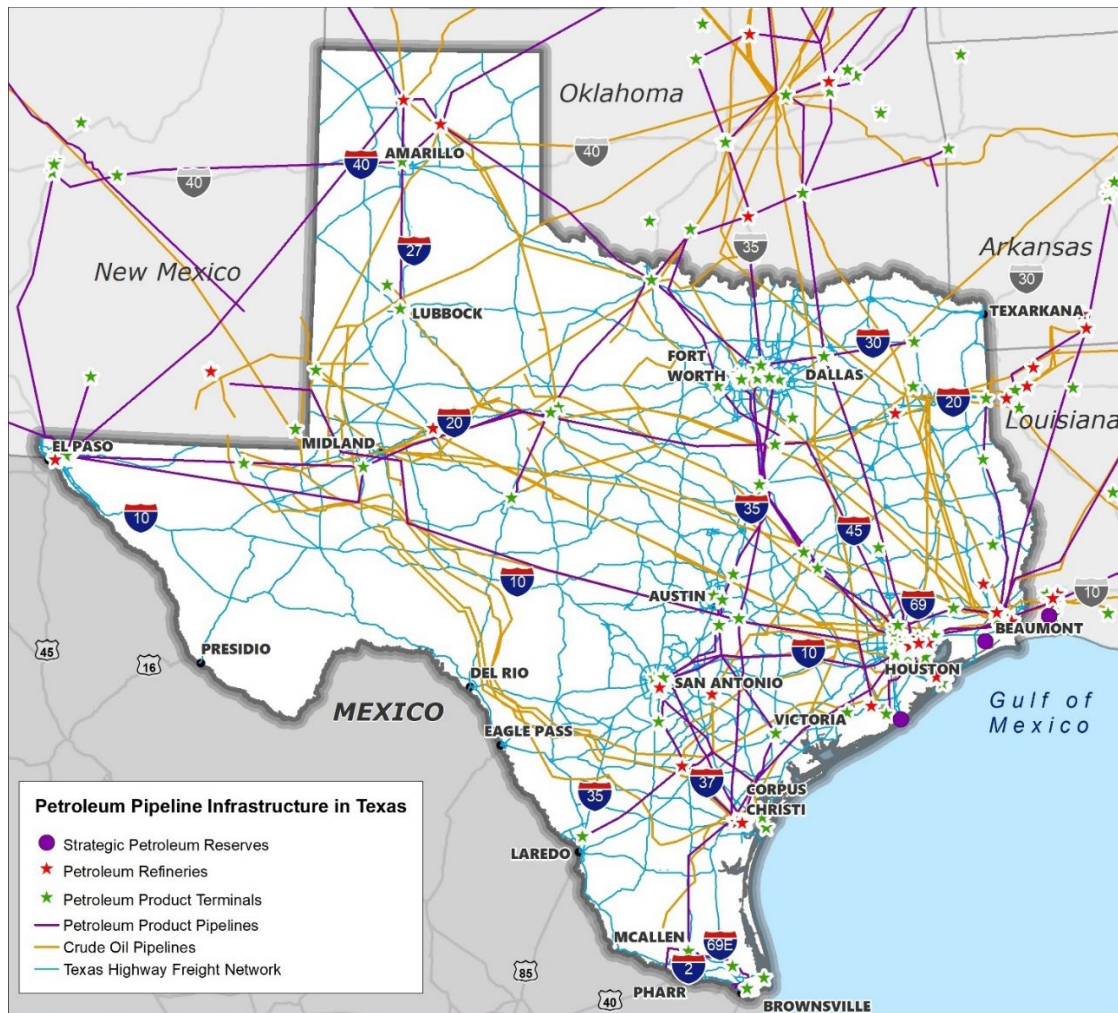 Oklahoma
40
AMARILLO
40
40
27
35
New Mexico
Arkansas
30
LUBBOCK
TEXARKANA
30
FORT
WORTH
DALLAS
20
Louisiana
MIDLAND
20
EL PASO
10
35
45
10
69
10
AUSTIN
BEAUMONT
45
16
PRESIDIO
10
HOUSTON
DEL RIO
SAN ANTONIO
Gulf of
Mexico
MEXICO
VICTORIA
EAGLE PASS
37
CORPUS
CHRISTI
35
LAREDO
MCALLEN
69E
2
85
40
PHARR
BROWNSVILLE
Petroleum Pipeline Infrastructure in Texas
Strategic Petroleum Reserves
Petroleum Refineries
Petroleum Product Terminals
Petroleum Product Pipelines
Crude Oil Pipelines
Texas Highway Freight Network